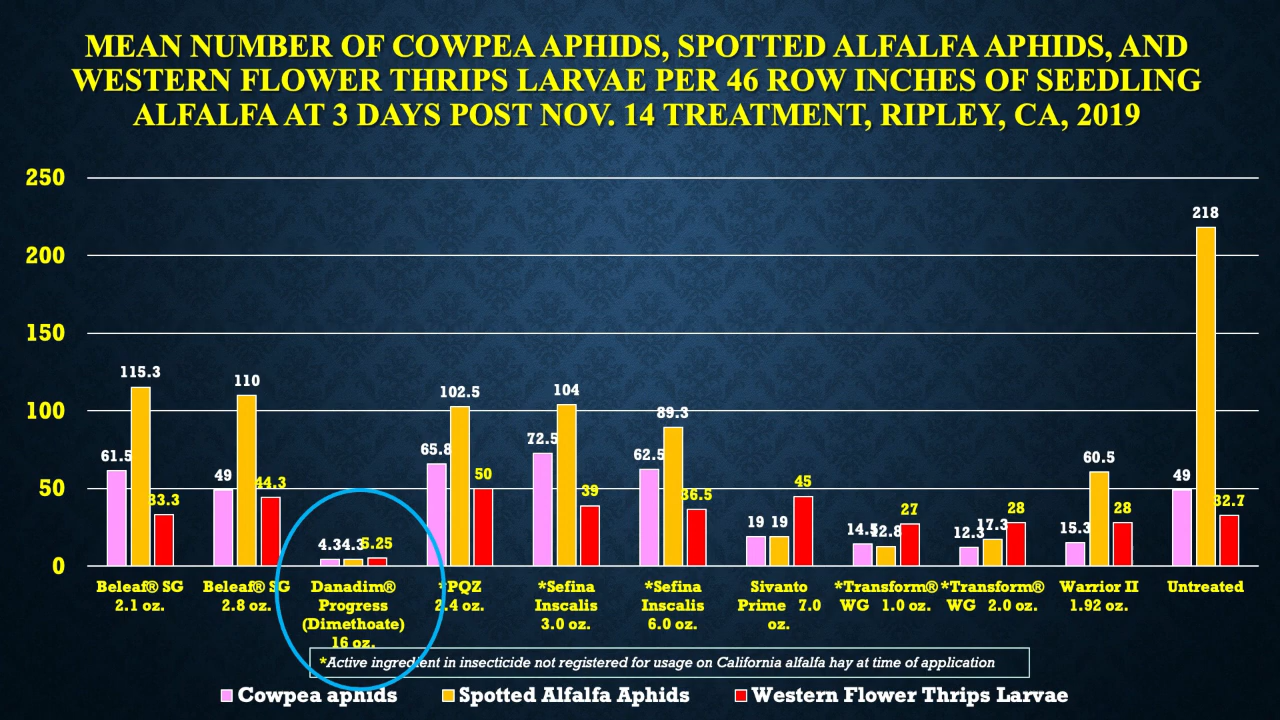 MEAN NUMBER OF COWPEA APHIDS, SPOTTED ALFALFA APHIDS, AND
WESTERN FLOWER THRIPS LARVAE PER 46 ROW INCHES OF SEEDLING
ALFALFA AT 3 DAYS POST NOV. 14 TREATMENT, RIPLEY, CA, 2019
250
200
150
100
50
0
61.5 115.3 33.3
49 110 44.3
4.3 4.3 5.25
65.8 102.5 50
72.5 104 39
62.5 89.3 36.5
19 19 45
14.5 12.8 27
12.3 17.3 28
15.3 60.5 28
49 218 32.7
Beleaf® SG
2.1 oz.
Beleaf® SG
2.8 oz.
Danadim®
Progress
(Dimethoate)
16 oz.
*PQZ
2.4 oz.
*Sefina
Inscalis
3.0 oz.
*Sefina
Inscalis
6.0 oz.
Sivanto
Prime 7.0
oz.
*Transform®
WG 1.0 oz.
*Transform®
WG 2.0 oz.
Warrior II
1.92 oz.
Untreated
*Active ingredient in insecticide not registered for usage on California alfalfa hay at time of application
Cowpea aphids
Spotted Alfalfa Aphids
Western Flower Thrips Larvae